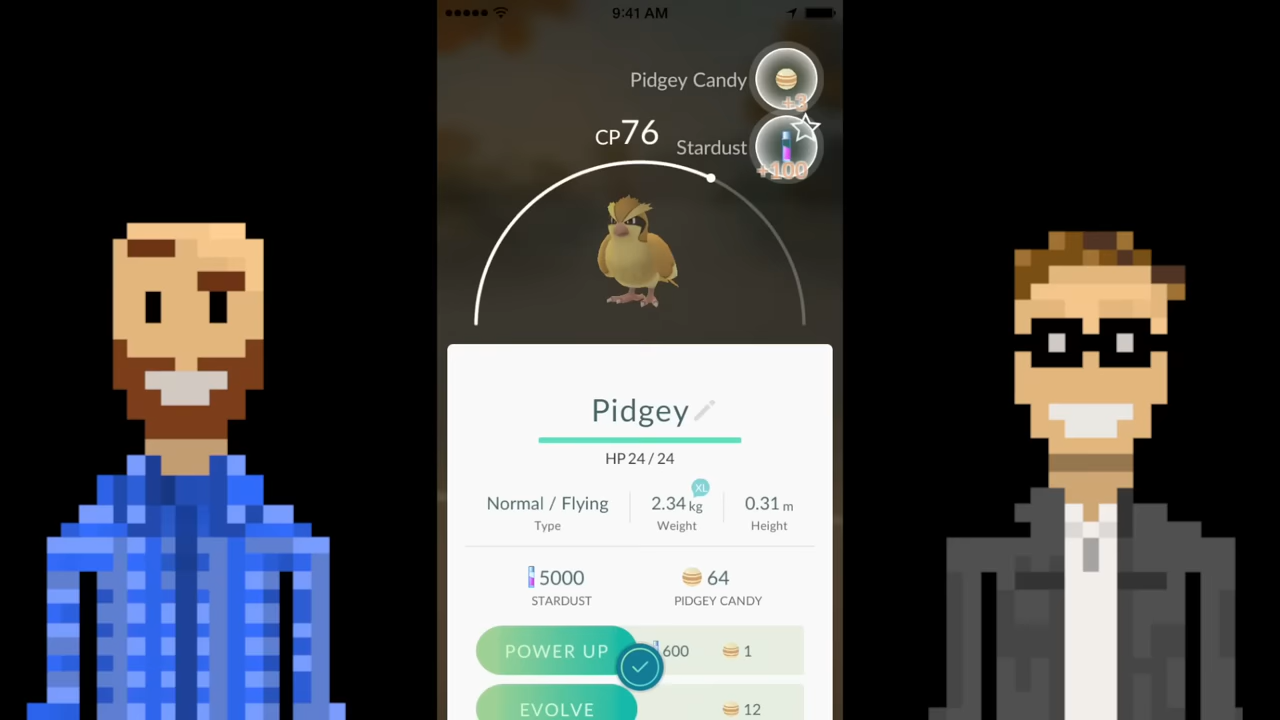 9:41 AM
Pidgey Candy
+3
CP76
Stardust
+100
Pidgey
HP 24 / 24
Normal / Flying
2.34 kg
XL
0.31 m
Type
Weight
Height
5000
64
STARDUST
PIDGEY CANDY
POWER UP
600
1
EVOLVE
12